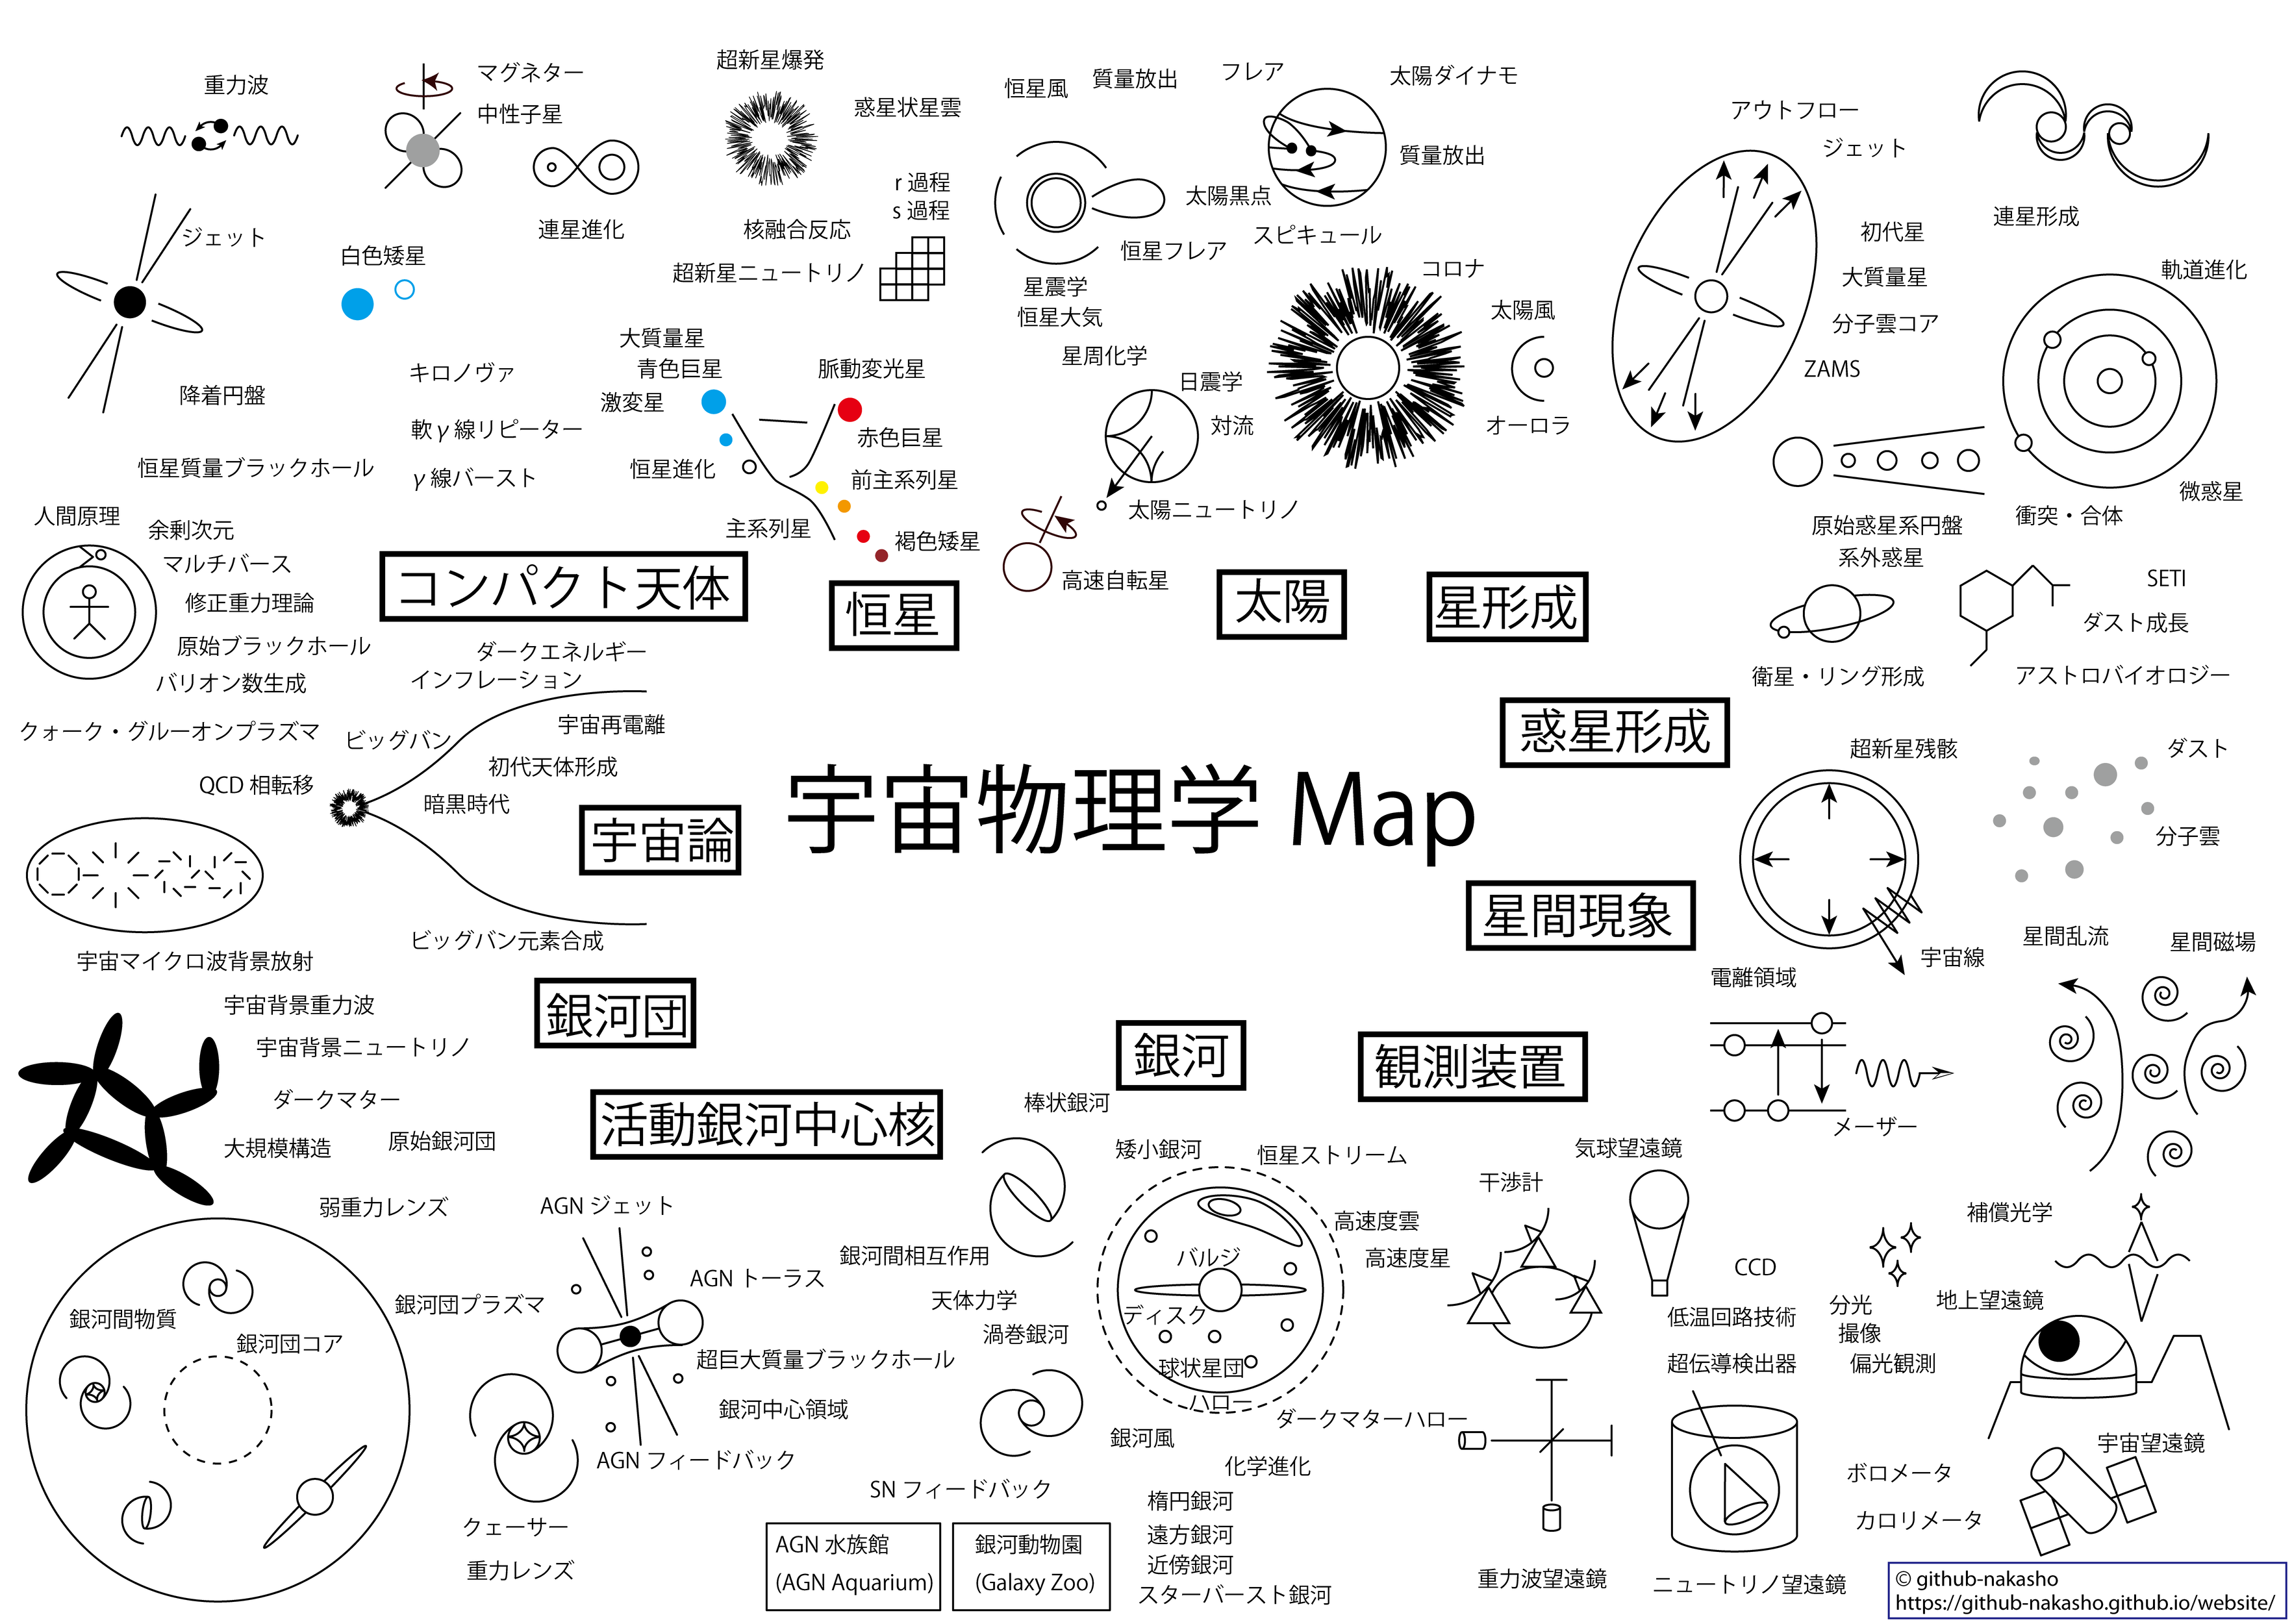 重力波
マグネター
中性子星
超新星爆発
惑星状星雲
恒星風
質量放出
フレア
太陽ダイナモ
質量放出
アウトフロー
ジェット
連星形成
ジェット
白色矮星
連星進化
核融合反応
r 過程
s 過程
超新星ニュートリノ
太陽黒点
恒星フレア
スピキュール
星震学
恒星大気
コロナ
太陽風
オーロラ
初代星
大質量星
分子雲コア
ZAMS
軌道進化
降着円盤
キロノヴァ
軟γ線リピーター
γ線バースト
恒星質量ブラックホール
大質量星
青色巨星
激変星
脈動変光星
赤色巨星
恒星進化
前主系列星
主系列星
褐色矮星
星周化学
日震学
対流
太陽ニュートリノ
高速自転星
原始惑星系円盤
系外惑星
衝突・合体
微惑星
人間原理
余剰次元
マルチバース
修正重力理論
原始ブラックホール
バリオン数生成
コンパクト天体
恒星
太陽
星形成
SETI
ダスト成長
アストロバイオロジー
衛星・リング形成
ダークエネルギー
インフレーション
クォーク・グルーオンプラズマ
ビッグバン
宇宙再電離
初代天体形成
QCD 相転移
暗黒時代
宇宙論
宇宙物理学 Map
惑星形成
超新星残骸
ダスト
分子雲
星間現象
ビッグバン元素合成
宇宙マイクロ波背景放射
宇宙線
星間乱流
星間磁場
電離領域
メーザー
宇宙背景重力波
宇宙背景ニュートリノ
ダークマター
大規模構造
原始銀河団
銀河団
活動銀河中心核
銀河
観測装置
弱重力レンズ
AGN ジェット
銀河間物質
銀河団コア
銀河団プラズマ
AGN トーラス
超巨大質量ブラックホール
銀河中心領域
AGN フィードバック
クェーサー
重力レンズ
棒状銀河
矮小銀河
恒星ストリーム
高速度雲
高速度星
銀河間相互作用
天体力学
渦巻銀河
バルジ
ディスク
球状星団
ハロー
ダークマターハロー
銀河風
化学進化
SN フィードバック
楕円銀河
遠方銀河
近傍銀河
スターバースト銀河
AGN 水族館
(AGN Aquarium)
銀河動物園
(Galaxy Zoo)
干渉計
気球望遠鏡
CCD
低温回路技術
超伝導検出器
分光
撮像
偏光観測
補償光学
地上望遠鏡
宇宙望遠鏡
ボロメータ
カロリメータ
重力波望遠鏡
ニュートリノ望遠鏡
© github-nakasho
https://github-nakasho.github.io/website/